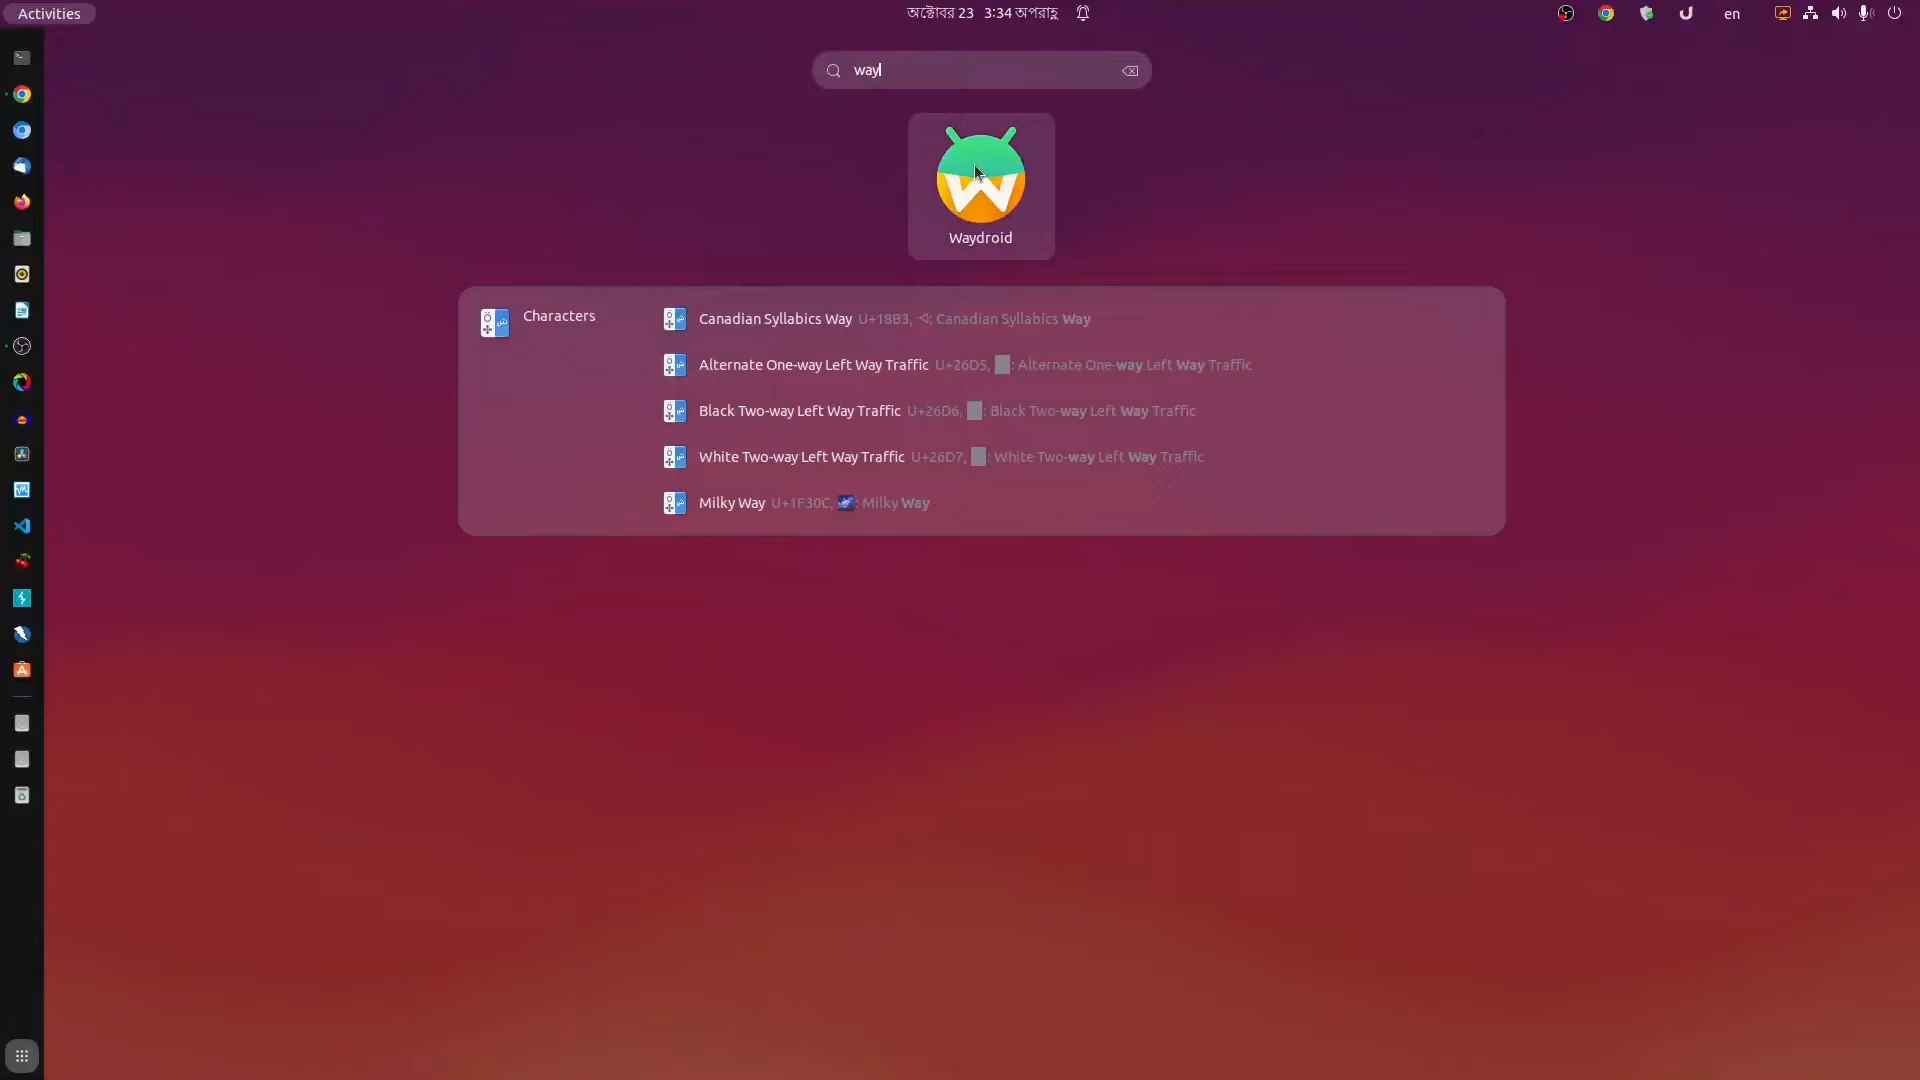 Activities
অক্টোবর 23 3:34 অপরাহ্ণ
en
way
Waydroid
Characters
Canadian Syllabics Way U+18B3, ᢳ: Canadian Syllabics Way
Alternate One-way Left Way Traffic U+26D5, ⛕: Alternate One-way Left Way Traffic
Black Two-way Left Way Traffic U+26D6, ⛖: Black Two-way Left Way Traffic
White Two-way Left Way Traffic U+26D7, ⛗: White Two-way Left Way Traffic
Milky Way U+1F30C, 🌌: Milky Way